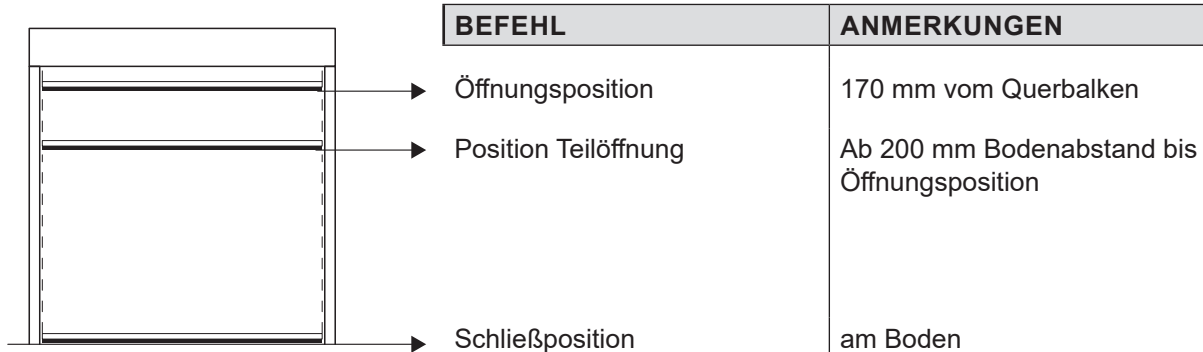 BEFEHL ANMERKUNGEN
Öffnungsposition 170 mm vom Querbalken
Position Teilöffnung Ab 200 mm Bodenabstand bis
Öffnungsposition
Schließposition am Boden